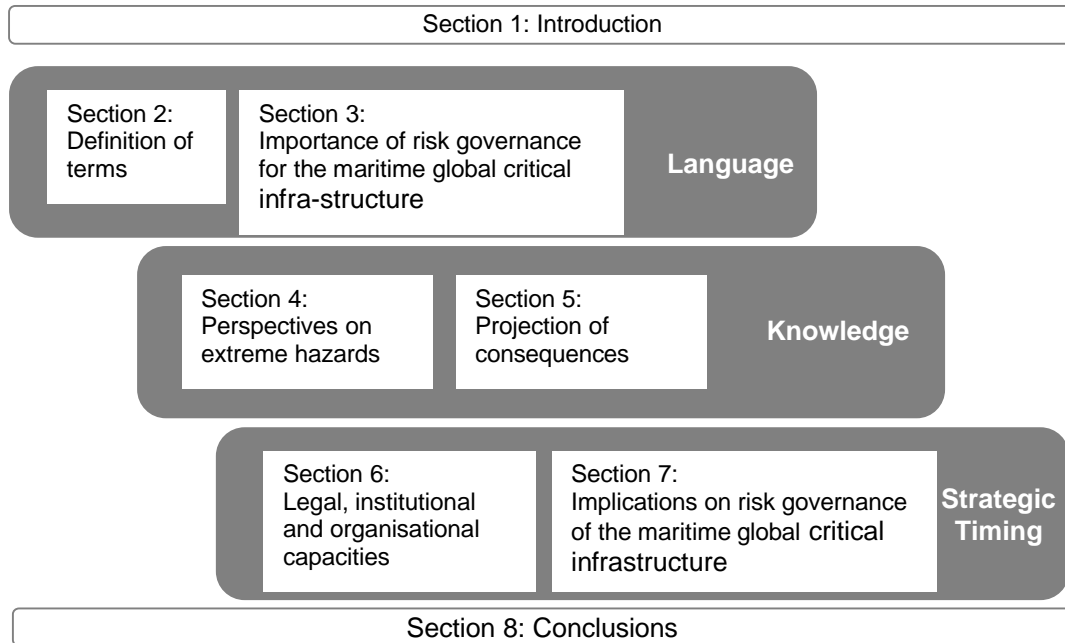 Section 1: Introduction
Section 2:
Definition of
terms
Section 3:
Importance of risk governance
for the maritime global critical
infra-structure
Language
Section 4:
Perspectives on
extreme hazards
Section 5:
Projection of
consequences
Knowledge
Section 6:
Legal, institutional
and organisational
capacities
Section 7:
Implications on risk governance
of the maritime global critical
infrastructure
Strategic
Timing
Section 8: Conclusions